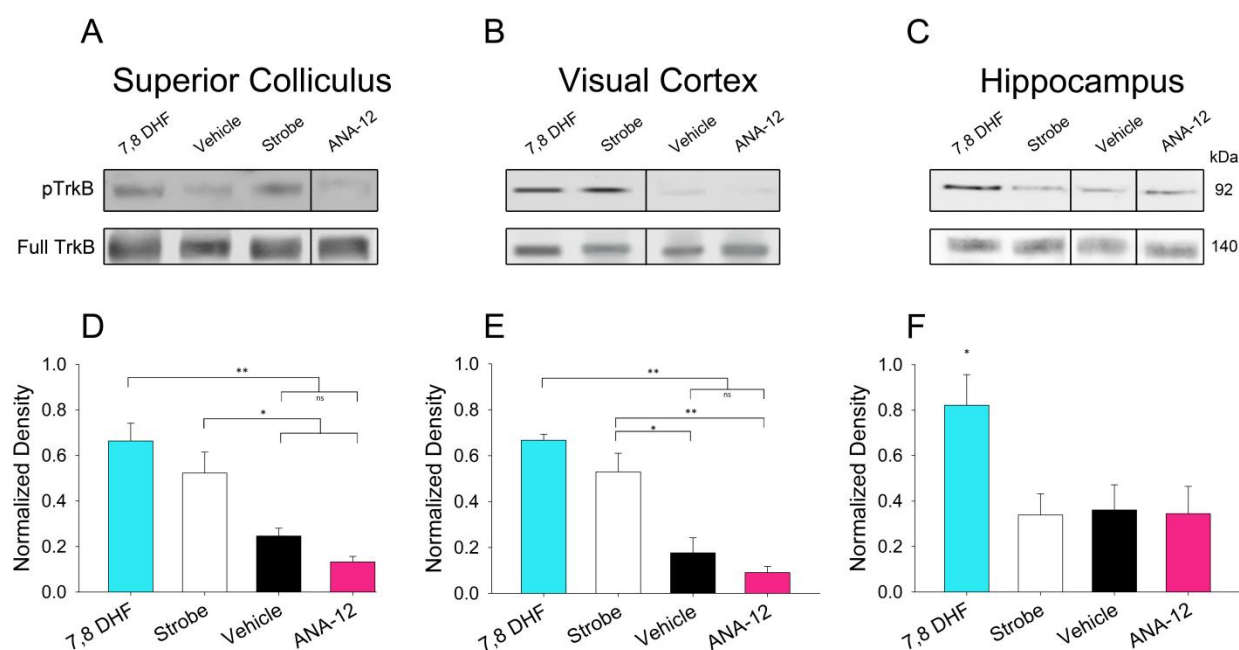 A
B
C
Superior Colliculus
Visual Cortex
Hippocampus
7,8 DHF Vehicle Strobe ANA-12
7,8 DHF Strobe Vehicle ANA-12
7,8 DHF Strobe Vehicle ANA-12
kDa
pTrkB
92
Full TrkB
140
D
E
F
Normalized Density
1.0
0.8
0.6
0.4
0.2
0.0
**
ns
*
7,8 DHF Strobe Vehicle ANA-12
Normalized Density
1.0
0.8
0.6
0.4
0.2
0.0
**
ns
**
*
7,8 DHF Strobe Vehicle ANA-12
Normalized Density
1.0
0.8
0.6
0.4
0.2
0.0
*
7,8 DHF Strobe Vehicle ANA-12